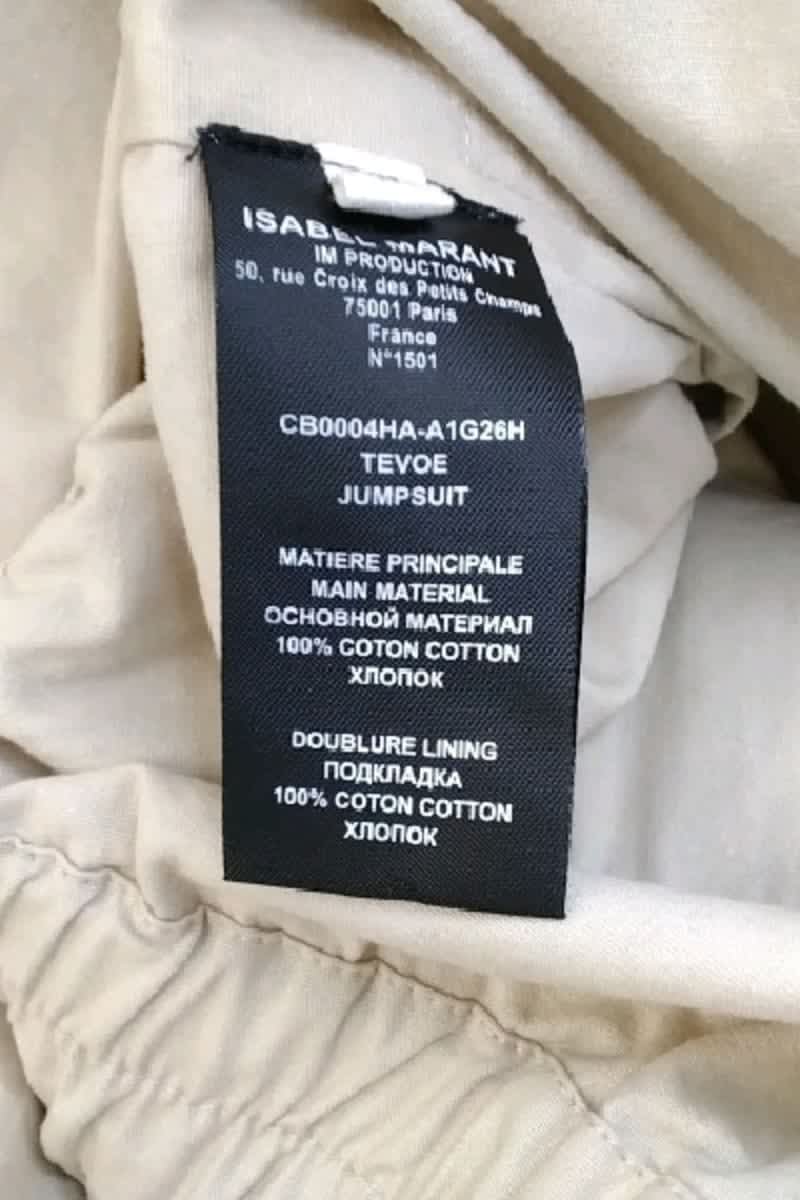 ISABEL MARANT
IM PRODUCTION
50, rue Croix des Petits Champs
75001 Paris
France
N°1501
CB0004HA-A1G26H
TEVOE
JUMPSUIT
MATIERE PRINCIPALE
MAIN MATERIAL
ОСНОВНОЙ МАТЕРИАЛ
100% COTON COTTON
ХЛОПОК
DOUBLURE LINING
ПОДКЛАДКА
100% COTON COTTON
ХЛОПОК